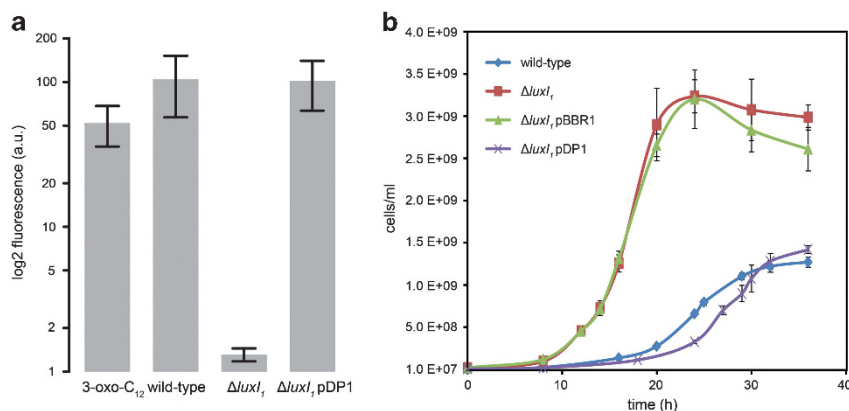 a
200
100
50
20
10
5
2
1
log2 fluorescence (a.u.)
3-oxo-C₁₂ wild-type ΔluxI₁ ΔluxI₁ pDP1
b
wild-type
ΔluxI₁
ΔluxI₁ pBBR1
ΔluxI₁ pDP1
4.0 E+09
3.5 E+09
3.0 E+09
2.5 E+09
2.0 E+09
1.5 E+09
1.0 E+09
5.0 E+08
1.0 E+07
cells/ml
0 10 20 30 40
time (h)